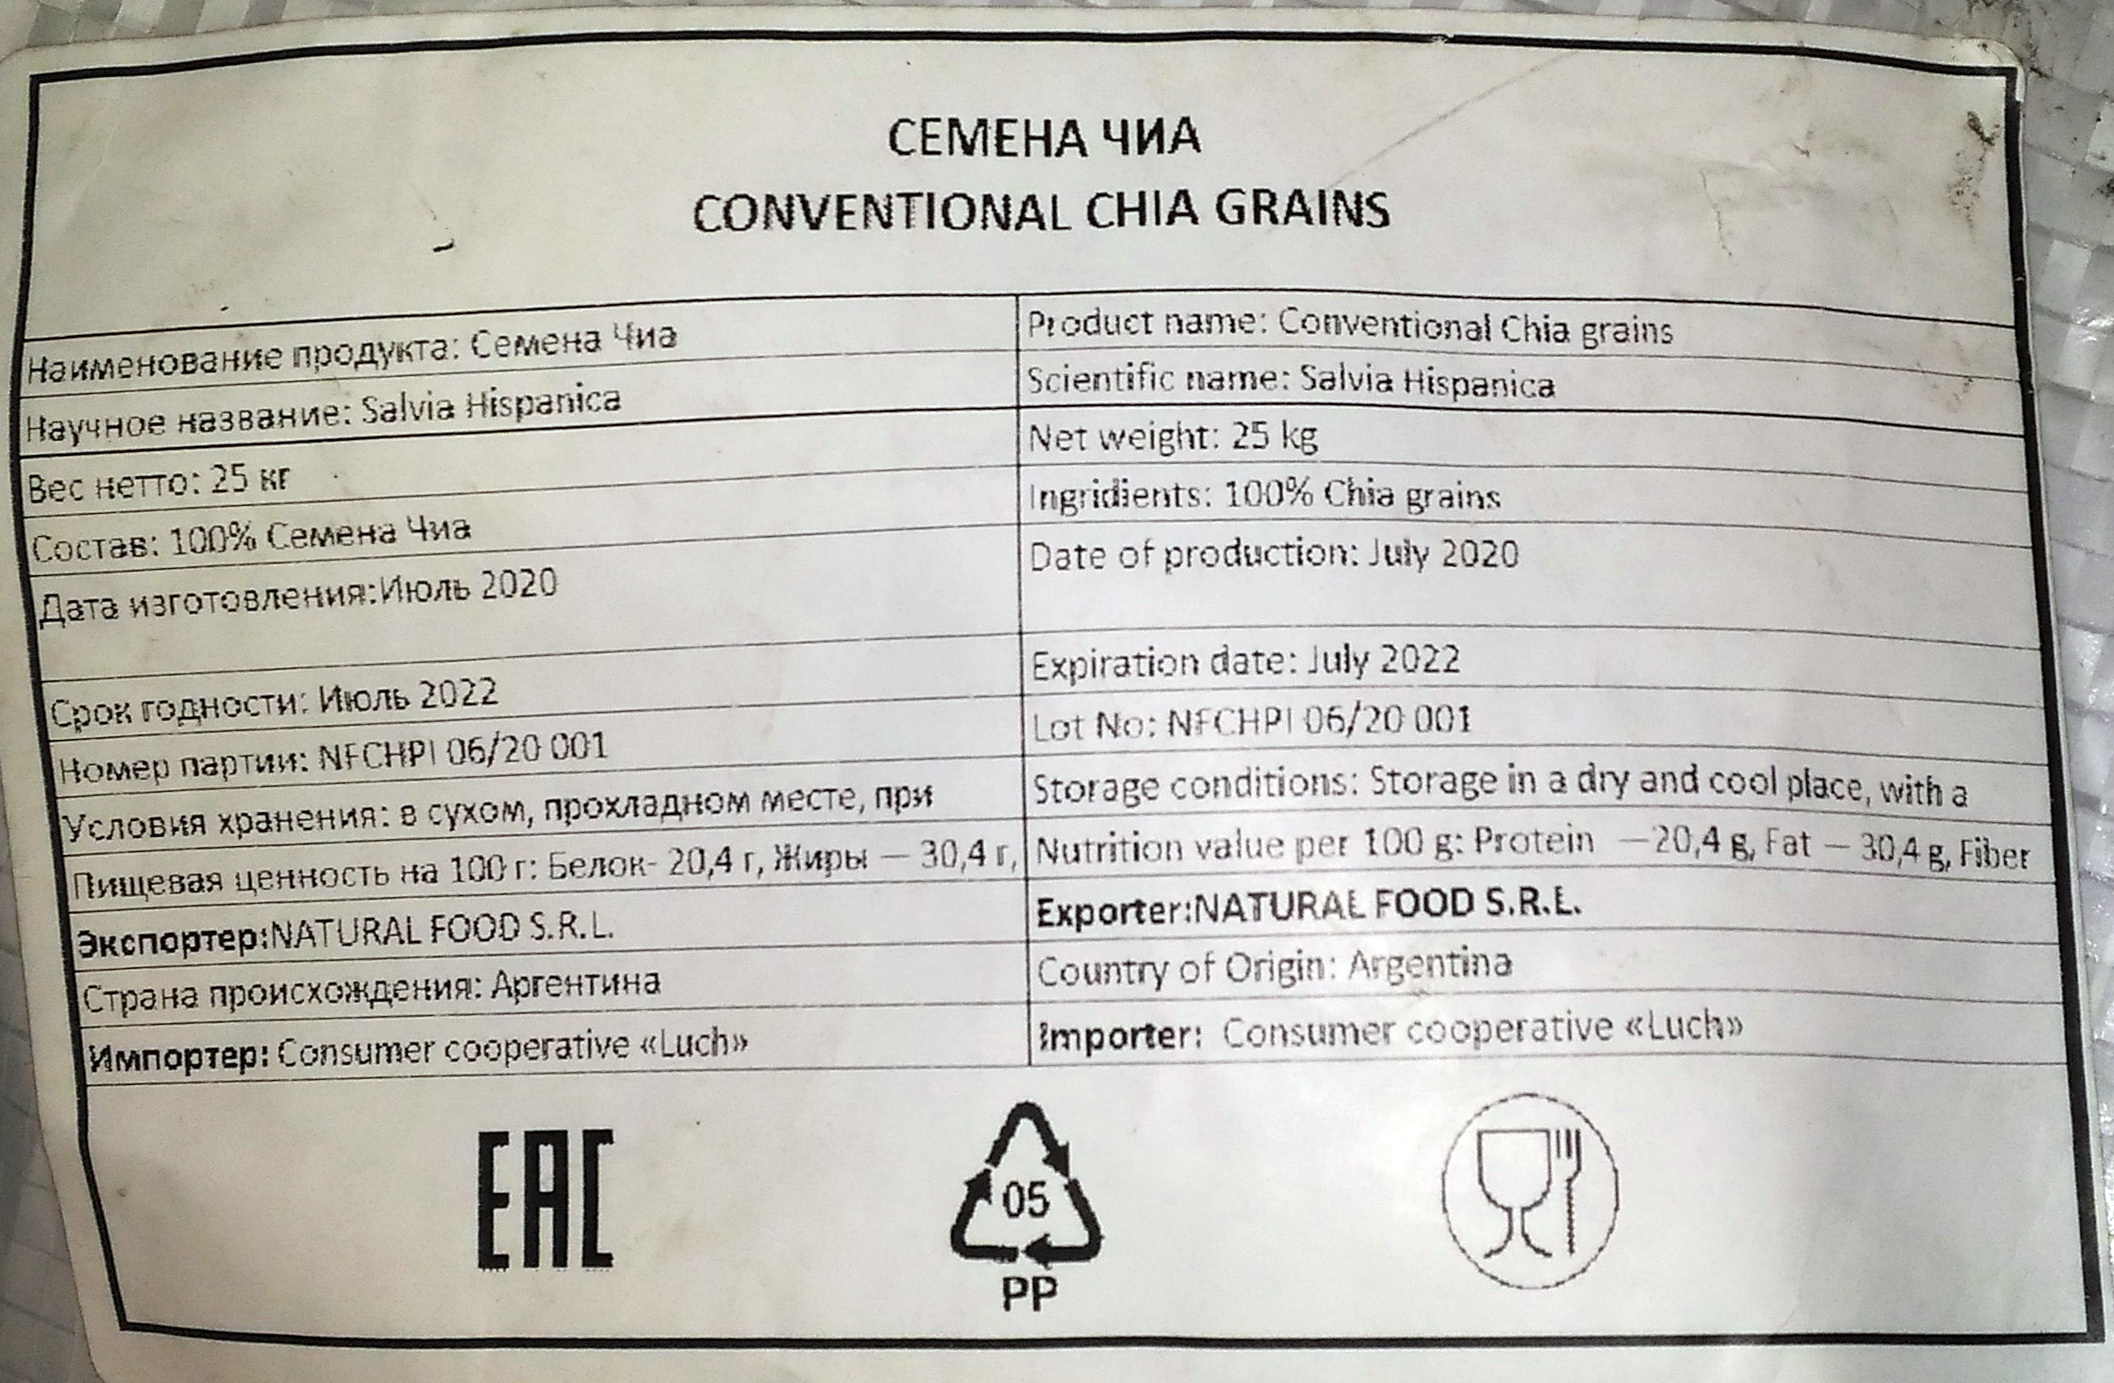 СЕМЕНА ЧИА
CONVENTIONAL CHIA GRAINS
Наименование продукта: Семена Чиа
Product name: Conventional Chia grains
Научное название: Salvia Hispanica
Scientific name: Salvia Hispanica
Вес нетто: 25 кг
Net weight: 25 kg
Состав: 100% Семена Чиа
Ingridients: 100% Chia grains
Дата изготовления:Июль 2020
Date of production: July 2020
Срок годности: Июль 2022
Expiration date: July 2022
Номер партии: NFCHPI 06/20 001
Lot No: NFCHPI 06/20 001
Условия хранения: в сухом, прохладном месте, при
Storage conditions: Storage in a dry and cool place, with a
Пищевая ценность на 100 г: Белок- 20,4 г, Жиры — 30,4 г,
Nutrition value per 100 g: Protein —20,4 g, Fat — 30,4 g, Fiber
Экспортер:NATURAL FOOD S.R.L.
Exporter:NATURAL FOOD S.R.L.
Страна происхождения: Аргентина
Country of Origin: Argentina
Импортер: Consumer cooperative «Luch»
Importer: Consumer cooperative «Luch»
EAC
05
PP